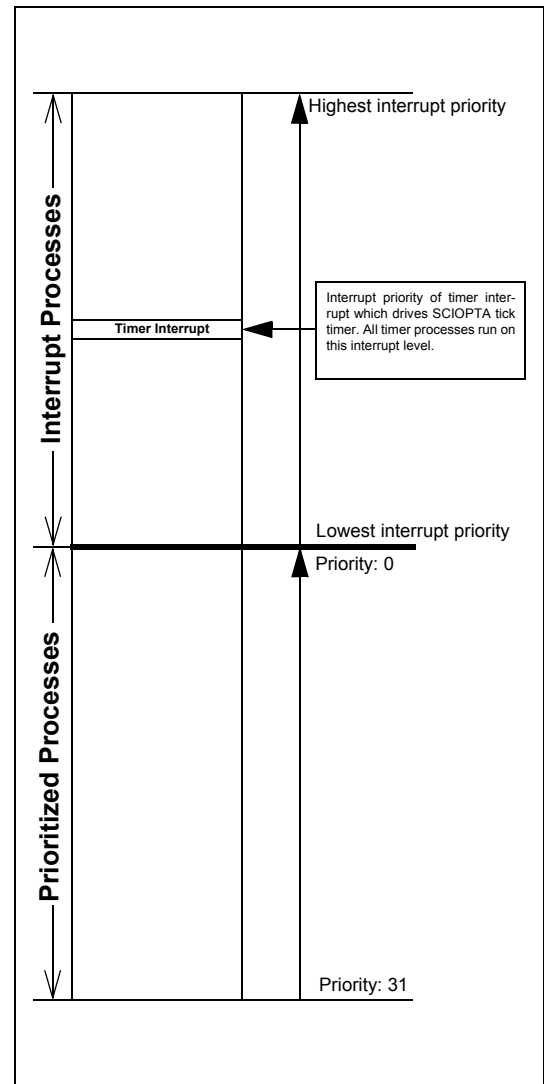 Highest interrupt priority
Interrupt Processes
Timer Interrupt
Interrupt priority of timer inter-
rupt which drives SCIOPTA tick
timer. All timer processes run on
this interrupt level.
Lowest interrupt priority
Priority: 0
Prioritized Processes
Priority: 31